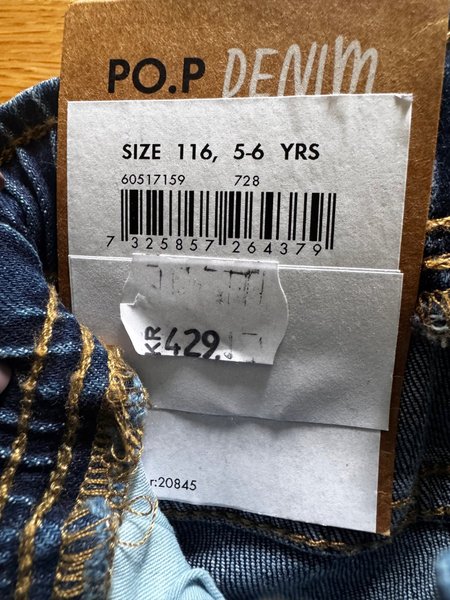 PO.P DENIM
SIZE 116, 5-6 YRS
60517159 728
7 325857 264379
KR 429.
r:20845